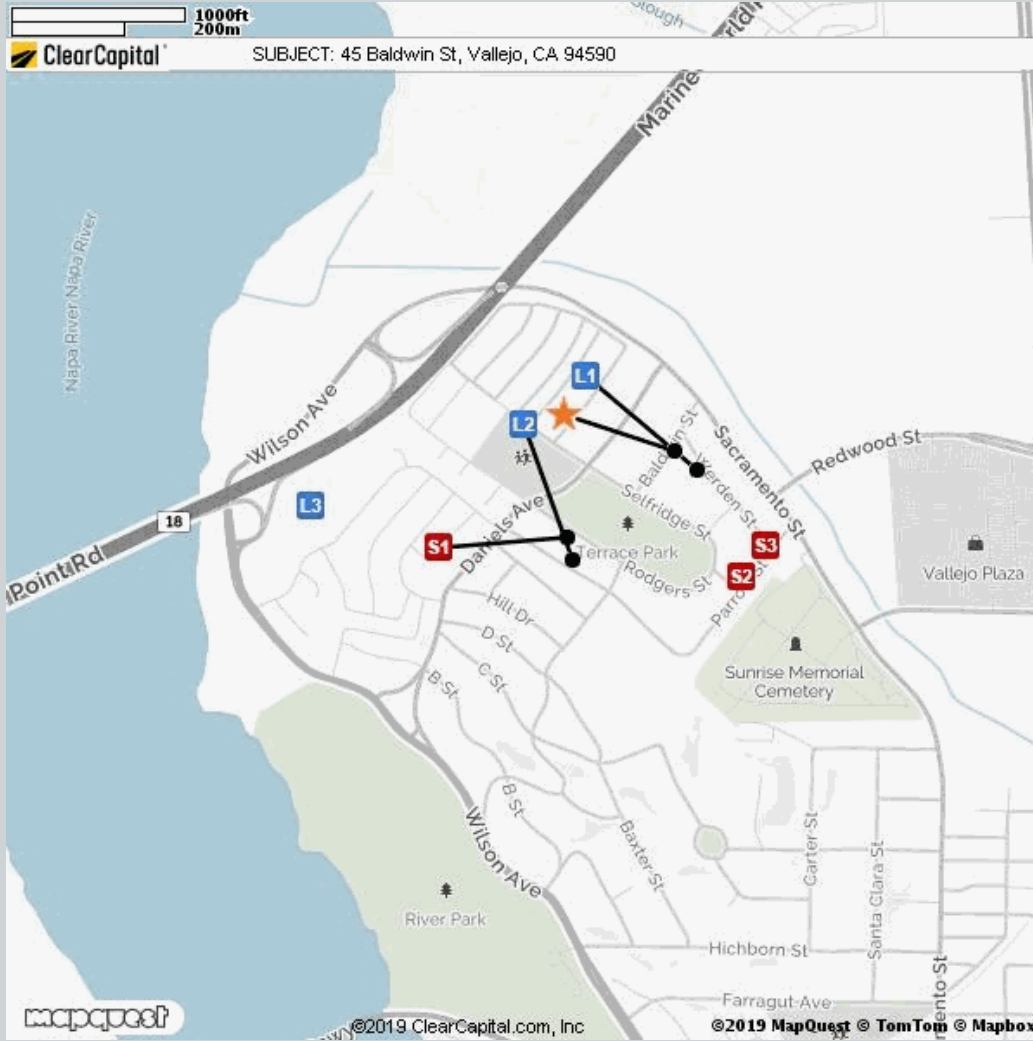 1000ft
200m
Slough
ClearCapital
SUBJECT: 45 Baldwin St, Vallejo, CA 94590
Marine
Napa River Napa River
Wilson Ave
L1
L2
Baldwin St
Sacramento St
Redwood St
Werden St
Selfridge St
L3
18
Daniels Ave
S1
Terrace Park
S3
S2
Vallejo Plaza
Point Rd
Rodgers St
Hill Dr
D St
C St
B St
Sunrise Memorial
Cemetery
B St
Wilson Ave
Baxter St
Carter St
Santa Clara St
River Park
Hichborn St
Farragut Ave
mapquest
©2019 ClearCapital.com, Inc
©2019 MapQuest © TomTom © Mapbox